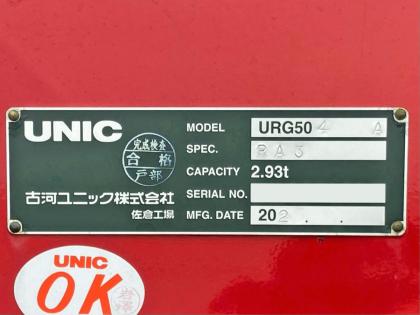 UNIC
完成検査
合格
戸部
古河ユニック株式会社
佐倉工場
MODEL URG504 A
SPEC. RA3
CAPACITY 2.93t
SERIAL NO.
MFG. DATE 202 . .
UNIC
OK